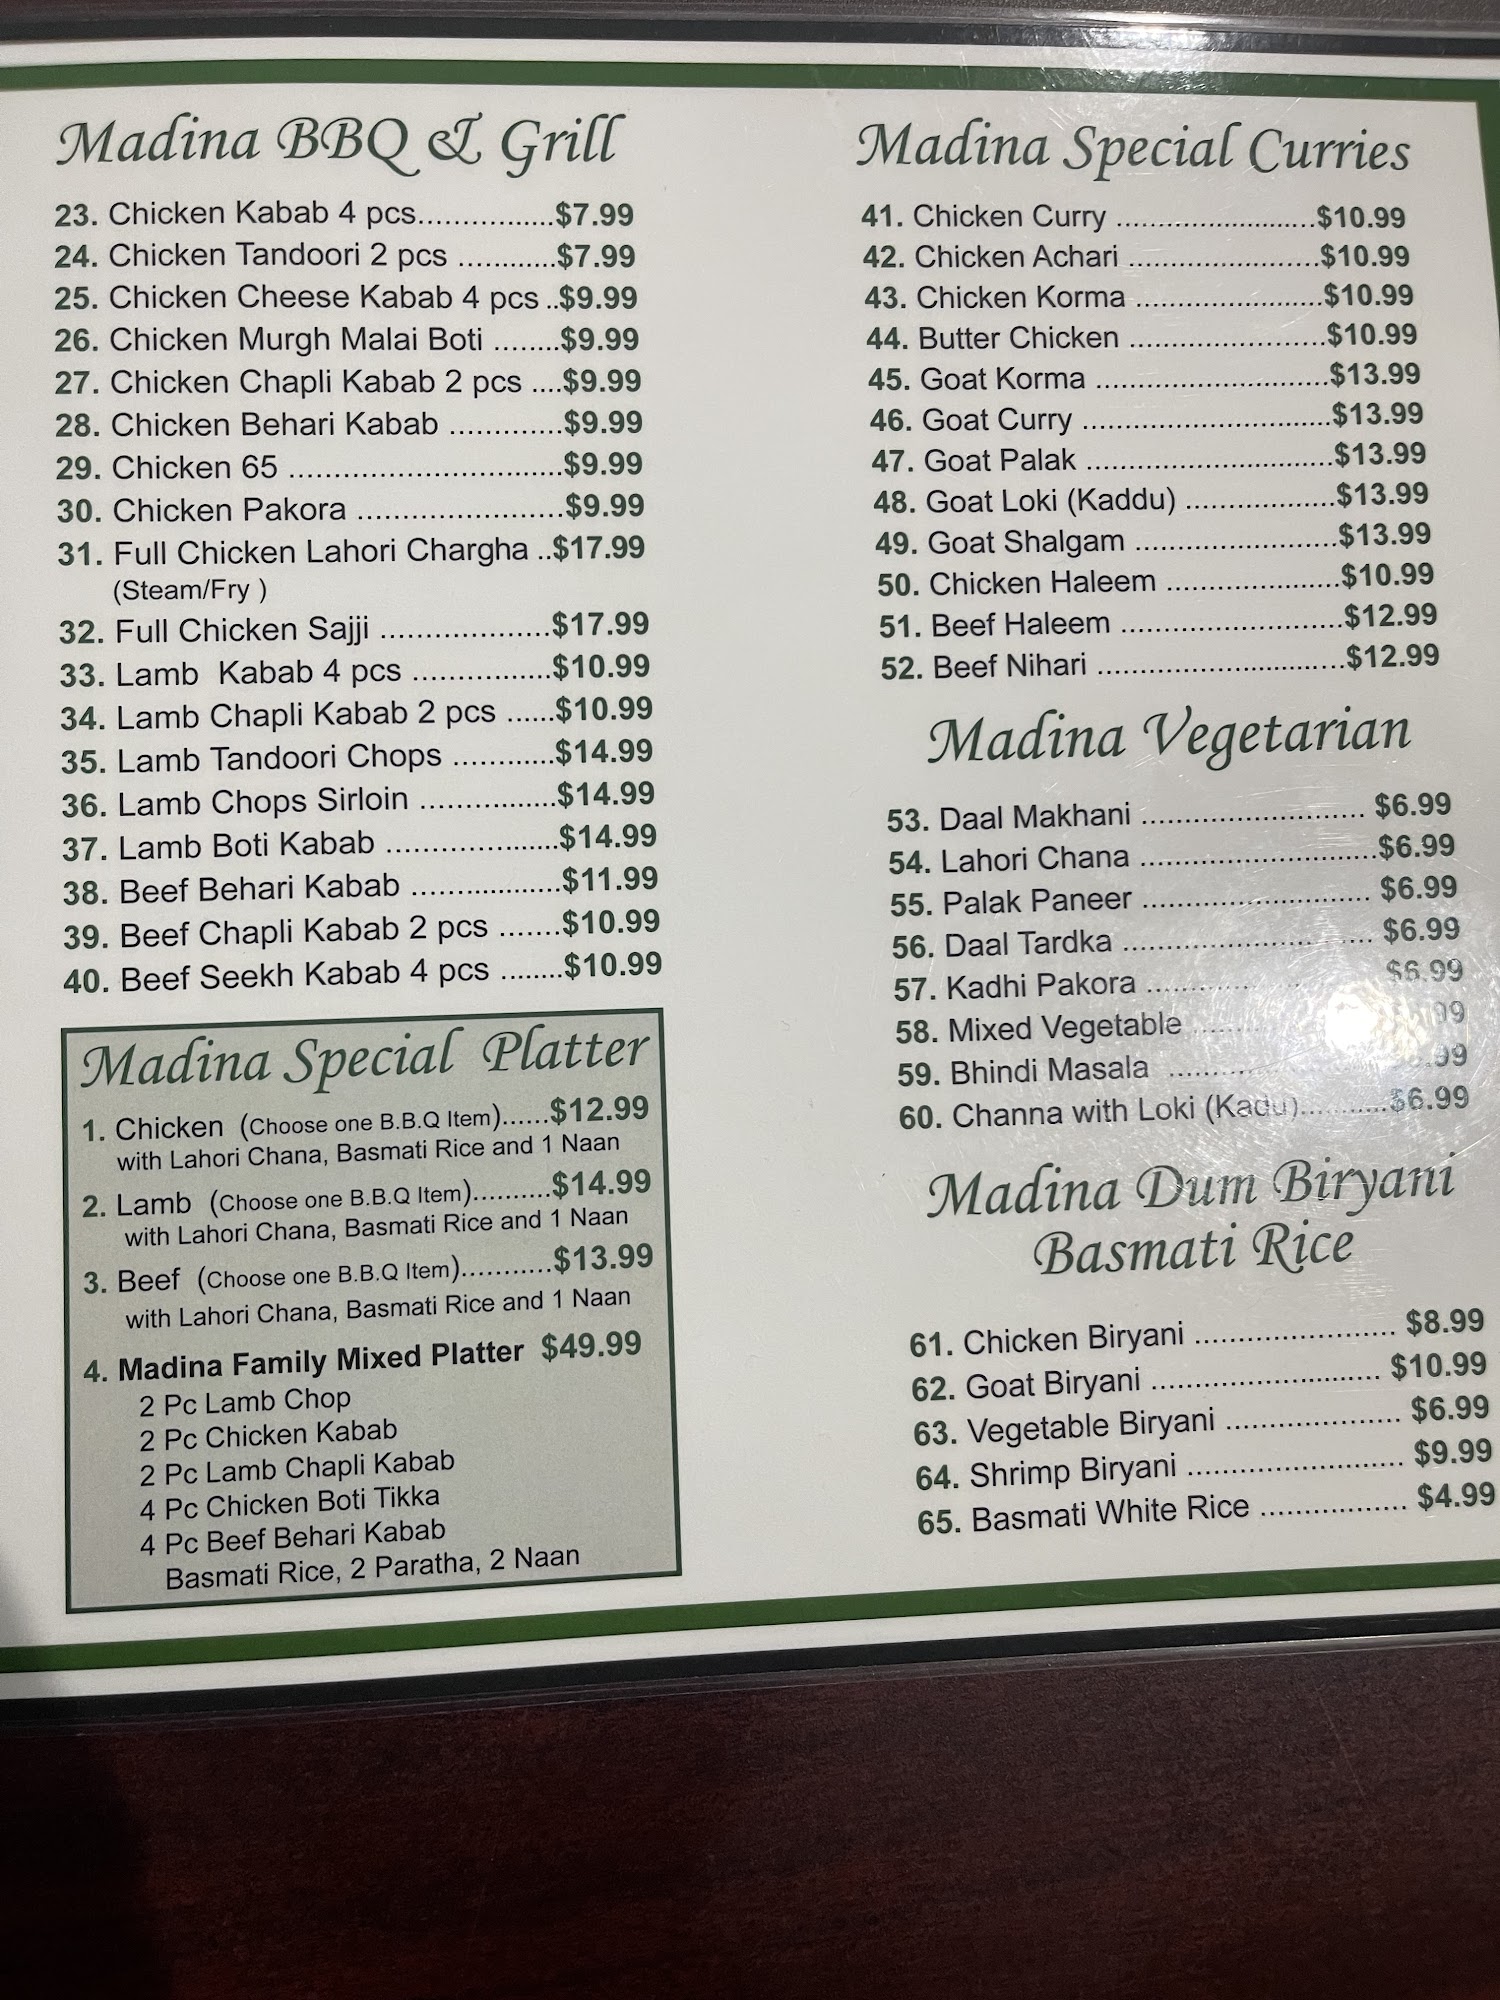 Madina BBQ & Grill
23. Chicken Kabab 4 pcs................$7.99
24. Chicken Tandoori 2 pcs ............$7.99
25. Chicken Cheese Kabab 4 pcs ..$9.99
26. Chicken Murgh Malai Boti ........$9.99
27. Chicken Chapli Kabab 2 pcs ....$9.99
28. Chicken Behari Kabab .............$9.99
29. Chicken 65 ................................$9.99
30. Chicken Pakora ........................$9.99
31. Full Chicken Lahori Chargha ..$17.99
(Steam/Fry )
32. Full Chicken Sajji ....................$17.99
33. Lamb  Kabab 4 pcs ................$10.99
34. Lamb Chapli Kabab 2 pcs ......$10.99
35. Lamb Tandoori Chops ............$14.99
36. Lamb Chops Sirloin ................$14.99
37. Lamb Boti Kabab ....................$14.99
38. Beef Behari Kabab ..................$11.99
39. Beef Chapli Kabab 2 pcs .......$10.99
40. Beef Seekh Kabab 4 pcs ........$10.99
Madina Special Platter
1. Chicken (Choose one B.B.Q Item)......$12.99
with Lahori Chana, Basmati Rice and 1 Naan
2. Lamb (Choose one B.B.Q Item)..........$14.99
with Lahori Chana, Basmati Rice and 1 Naan
3. Beef (Choose one B.B.Q Item)...........$13.99
with Lahori Chana, Basmati Rice and 1 Naan
4. Madina Family Mixed Platter $49.99
2 Pc Lamb Chop
2 Pc Chicken Kabab
2 Pc Lamb Chapli Kabab
4 Pc Chicken Boti Tikka
4 Pc Beef Behari Kabab
Basmati Rice, 2 Paratha, 2 Naan
Madina Special Curries
41. Chicken Curry ........................$10.99
42. Chicken Achari .......................$10.99
43. Chicken Korma ......................$10.99
44. Butter Chicken .......................$10.99
45. Goat Korma ............................$13.99
46. Goat Curry ..............................$13.99
47. Goat Palak ..............................$13.99
48. Goat Loki (Kaddu) ..................$13.99
49. Goat Shalgam ........................$13.99
50. Chicken Haleem .....................$10.99
51. Beef Haleem ..........................$12.99
52. Beef Nihari .............................$12.99
Madina Vegetarian
53. Daal Makhani ........................... $6.99
54. Lahori Chana ............................$6.99
55. Palak Paneer ........................... $6.99
56. Daal Tardka .............................. $6.99
57. Kadhi Pakora ........... $6.99
58. Mixed Vegetable ........
59. Bhindi Masala ..........
60. Channa with Loki (Kadu)...........$6.99
Madina Dum Biryani
Basmati Rice
61. Chicken Biryani ........................ $8.99
62. Goat Biryani ........................... $10.99
63. Vegetable Biryani ..................... $6.99
64. Shrimp Biryani .......................... $9.99
65. Basmati White Rice .................. $4.99